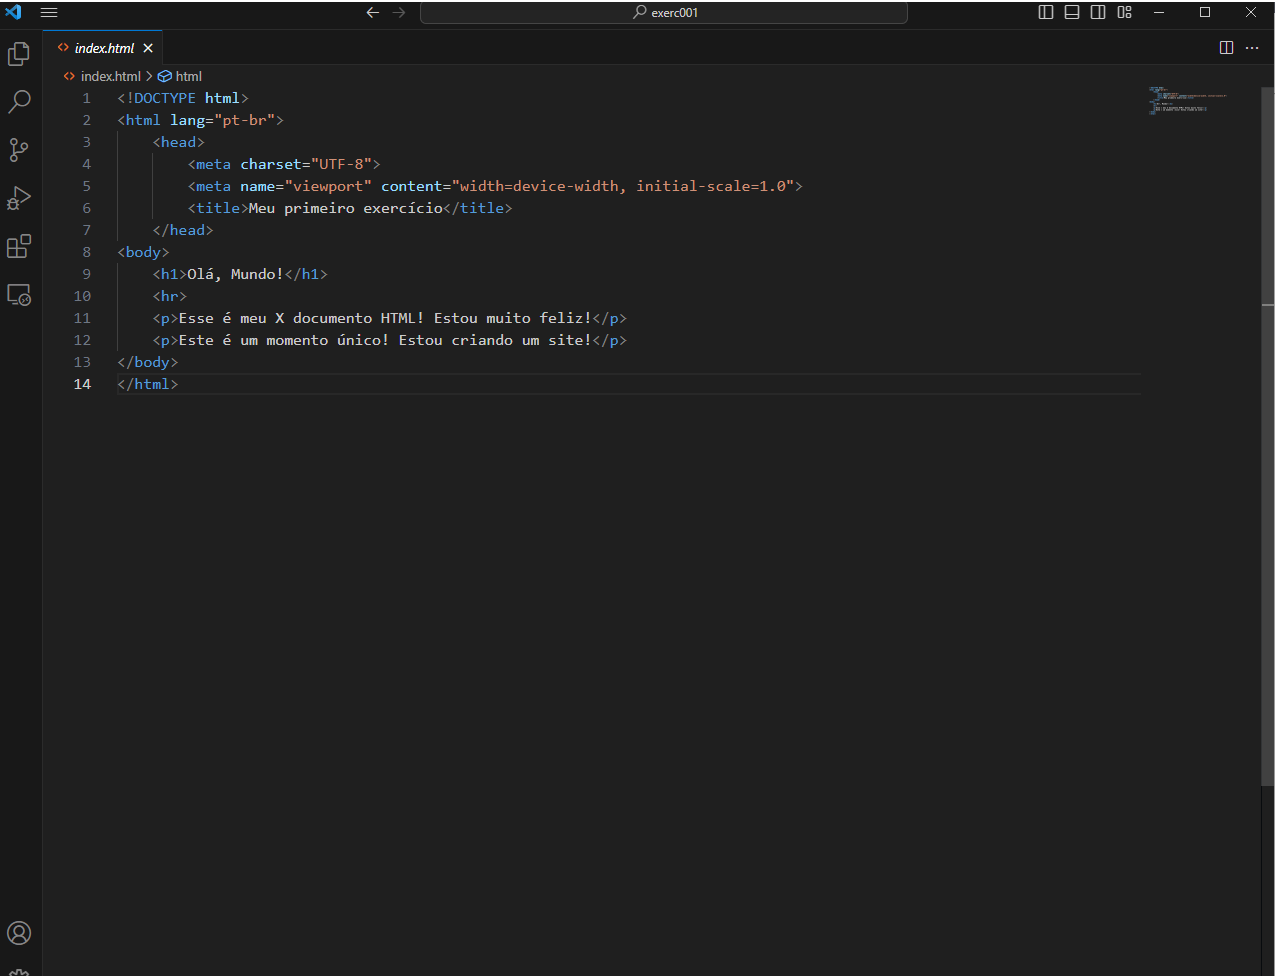 exerc001
index.html
index.html > html
1 <!DOCTYPE html>
2 <html lang="pt-br">
3     <head>
4         <meta charset="UTF-8">
5         <meta name="viewport" content="width=device-width, initial-scale=1.0">
6         <title>Meu primeiro exercício</title>
7     </head>
8 <body>
9     <h1>Olá, Mundo!</h1>
10     <hr>
11     <p>Esse é meu X documento HTML! Estou muito feliz!</p>
12     <p>Este é um momento único! Estou criando um site!</p>
13 </body>
14 </html>